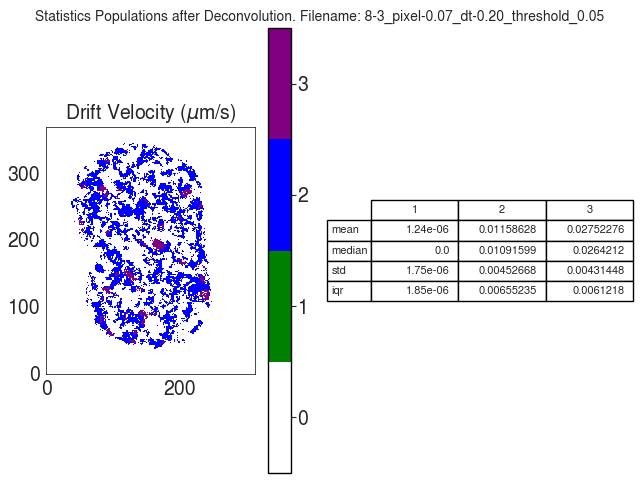 Statistics Populations after Deconvolution. Filename: 8-3_pixel-0.07_dt-0.20_threshold_0.05
Drift Velocity (μm/s)
300
200
100
0
0 200
3
2
1
0
1 2 3
mean 1.24e-06 0.01158628 0.02752276
median 0.0 0.01091599 0.0264212
std 1.75e-06 0.00452668 0.00431448
iqr 1.85e-06 0.00655235 0.0061218